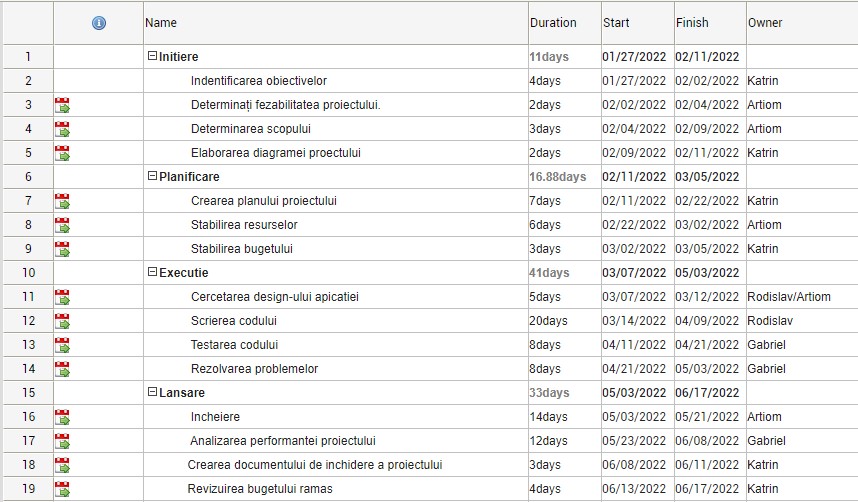 Name Duration Start Finish Owner
1 Initiere 11days 01/27/2022 02/11/2022
2 Indentificarea obiectivelor 4days 01/27/2022 02/02/2022 Katrin
3 Determinați fezabilitatea proiectului. 2days 02/02/2022 02/04/2022 Artiom
4 Determinarea scopului 3days 02/04/2022 02/09/2022 Artiom
5 Elaborarea diagramei proectului 2days 02/09/2022 02/11/2022 Katrin
6 Planificare 16.88days 02/11/2022 03/05/2022
7 Crearea planului proiectului 7days 02/11/2022 02/22/2022 Katrin
8 Stabilirea resurselor 6days 02/22/2022 03/02/2022 Artiom
9 Stabilirea bugetului 3days 03/02/2022 03/05/2022 Katrin
10 Executie 41days 03/07/2022 05/03/2022
11 Cercetarea design-ului apicatiei 5days 03/07/2022 03/12/2022 Rodislav/Artiom
12 Scrierea codului 20days 03/14/2022 04/09/2022 Rodislav
13 Testarea codului 8days 04/11/2022 04/21/2022 Gabriel
14 Rezolvarea problemelor 8days 04/21/2022 05/03/2022 Gabriel
15 Lansare 33days 05/03/2022 06/17/2022
16 Incheiere 14days 05/03/2022 05/21/2022 Artiom
17 Analizarea performantei proiectului 12days 05/23/2022 06/08/2022 Gabriel
18 Crearea documentului de inchidere a proiectului 3days 06/08/2022 06/11/2022 Katrin
19 Revizuirea bugetului ramas 4days 06/13/2022 06/17/2022 Katrin